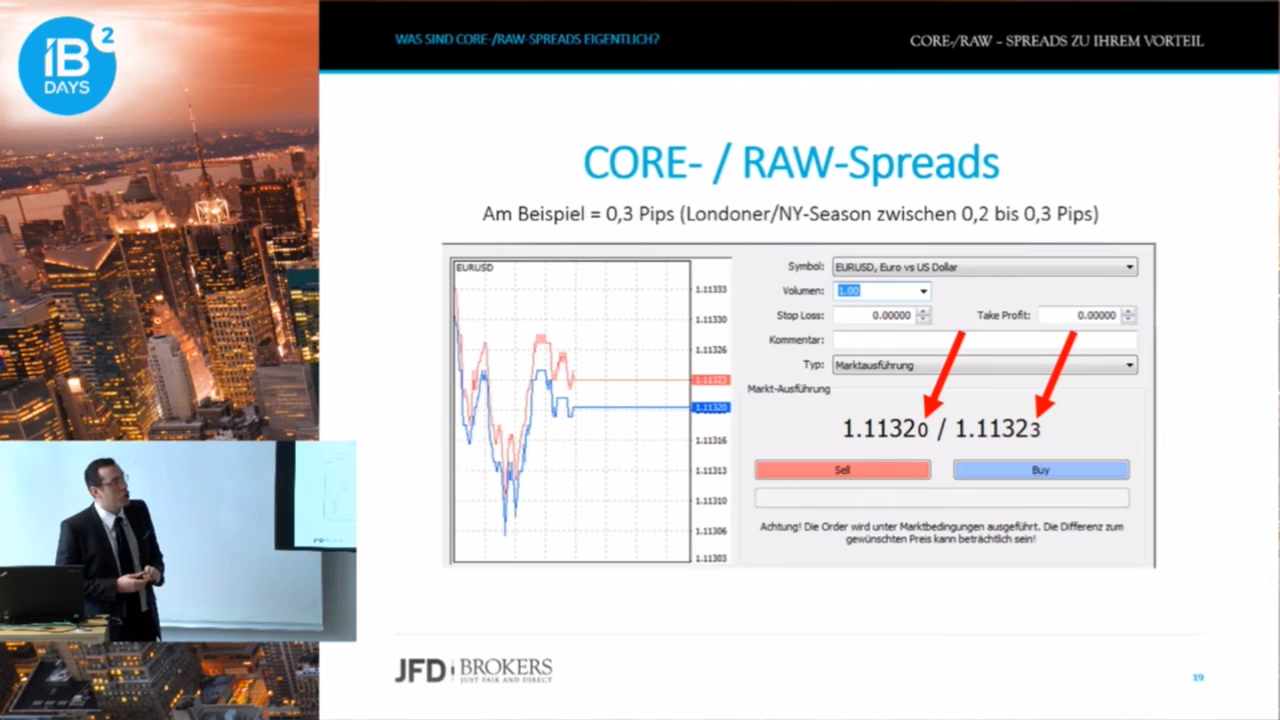 iB 2
DAYS
WAS SIND CORE-/RAW-SPREADS EIGENTLICH?
CORE-/RAW – SPREADS ZU IHREM VORTEIL
CORE- / RAW-Spreads
Am Beispiel = 0,3 Pips (Londoner/NY-Season zwischen 0,2 bis 0,3 Pips)
EURUSD
1.11333
1.11330
1.11326
1.11323
1.11320
1.11316
1.11313
1.11310
1.11306
1.11303
Symbol: EURUSD, Euro vs US Dollar
Volumen: 1.00
Stop Loss: 0.00000 Take Profit: 0.00000
Kommentar:
Typ: Marktausführung
Markt-Ausführung
1.11320 / 1.11323
Sell Buy
Achtung! Die Order wird unter Marktbedingungen ausgeführt. Die Differenz zum
gewünschten Preis kann beträchtlich sein!
JFD BROKERS
JUST FAIR AND DIRECT
19